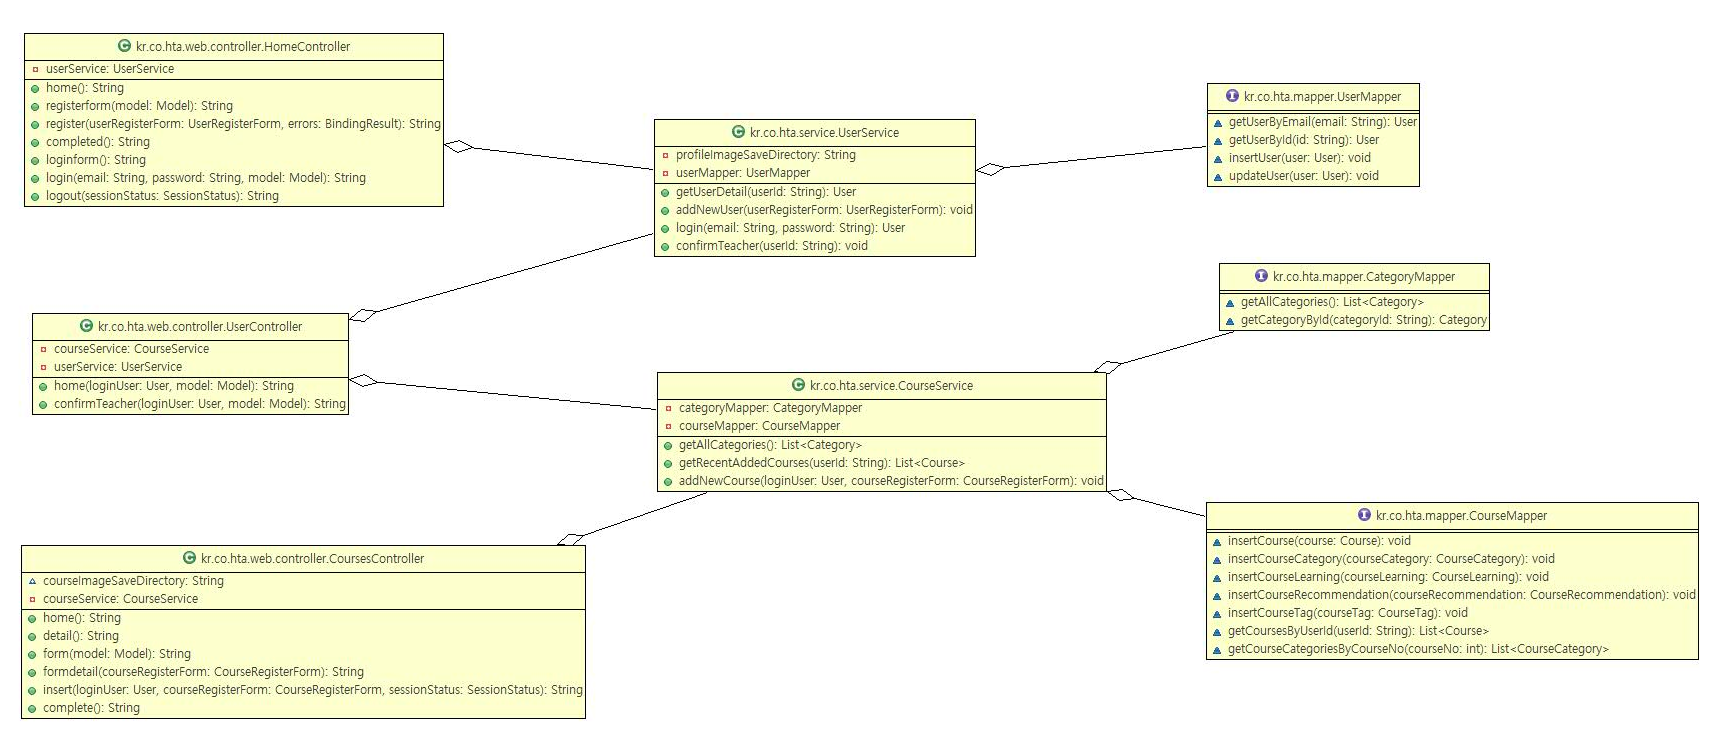 kr.co.hta.web.controller.HomeController
userService: UserService
home(): String
registerform(model: Model): String
register(userRegisterForm: UserRegisterForm, errors: BindingResult): String
completed(): String
loginform(): String
login(email: String, password: String, model: Model): String
logout(sessionStatus: SessionStatus): String
kr.co.hta.service.UserService
profileImageSaveDirectory: String
userMapper: UserMapper
getUserDetail(userId: String): User
addNewUser(userRegisterForm: UserRegisterForm): void
login(email: String, password: String): User
confirmTeacher(userId: String): void
kr.co.hta.mapper.UserMapper
getUserByEmail(email: String): User
getUserById(id: String): User
insertUser(user: User): void
updateUser(user: User): void
kr.co.hta.mapper.CategoryMapper
getAllCategories(): List<Category>
getCategoryById(categoryId: String): Category
kr.co.hta.web.controller.UserController
courseService: CourseService
userService: UserService
home(loginUser: User, model: Model): String
confirmTeacher(loginUser: User, model: Model): String
kr.co.hta.service.CourseService
categoryMapper: CategoryMapper
courseMapper: CourseMapper
getAllCategories(): List<Category>
getRecentAddedCourses(userId: String): List<Course>
addNewCourse(loginUser: User, courseRegisterForm: CourseRegisterForm): void
kr.co.hta.mapper.CourseMapper
insertCourse(course: Course): void
insertCourseCategory(courseCategory: CourseCategory): void
insertCourseLearning(courseLearning: CourseLearning): void
insertCourseRecommendation(courseRecommendation: CourseRecommendation): void
insertCourseTag(courseTag: CourseTag): void
getCoursesByUserId(userId: String): List<Course>
getCourseCategoriesByCourseNo(courseNo: int): List<CourseCategory>
kr.co.hta.web.controller.CoursesController
courseImageSaveDirectory: String
courseService: CourseService
home(): String
detail(): String
form(model: Model): String
formdetail(courseRegisterForm: CourseRegisterForm): String
insert(loginUser: User, courseRegisterForm: CourseRegisterForm, sessionStatus: SessionStatus): String
complete(): String